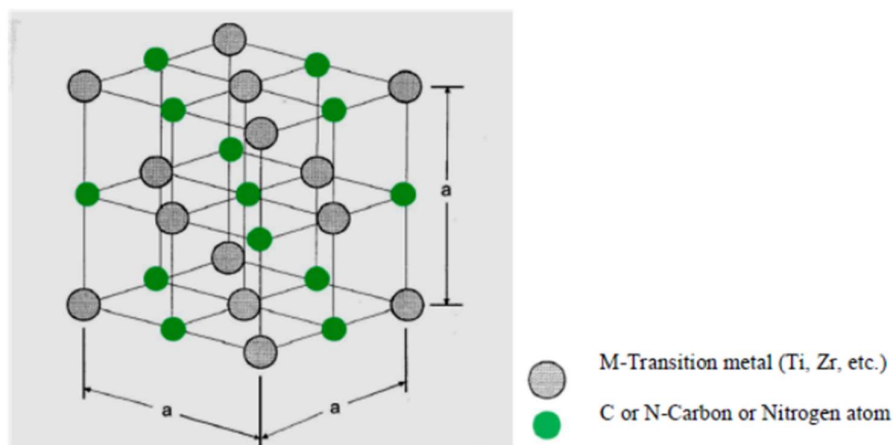 a
a
a
M-Transition metal (Ti, Zr, etc.)
C or N-Carbon or Nitrogen atom